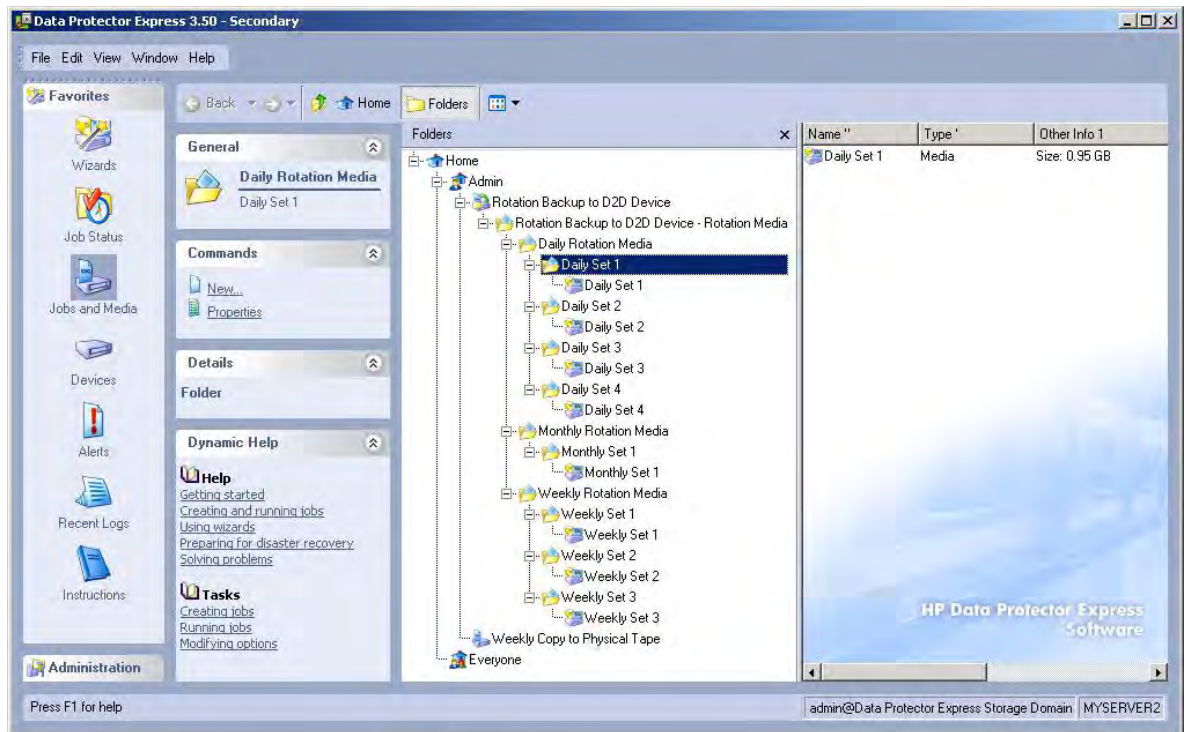 Data Protector Express 3.50 - Secondary
File Edit View Window Help
Favorites
Wizards
Job Status
Jobs and Media
Devices
Alerts
Recent Logs
Instructions
Administration
Back
Home
Folders
General
Daily Rotation Media
Daily Set 1
Commands
New...
Properties
Details
Folder
Dynamic Help
Help
Getting started
Creating and running jobs
Using wizards
Preparing for disaster recovery
Solving problems
Tasks
Creating jobs
Running jobs
Modifying options
Folders
Home
Admin
Rotation Backup to D2D Device
Rotation Backup to D2D Device - Rotation Media
Daily Rotation Media
Daily Set 1
Daily Set 1
Daily Set 2
Daily Set 2
Daily Set 3
Daily Set 3
Daily Set 4
Daily Set 4
Monthly Rotation Media
Monthly Set 1
Monthly Set 1
Weekly Rotation Media
Weekly Set 1
Weekly Set 1
Weekly Set 2
Weekly Set 2
Weekly Set 3
Weekly Set 3
Weekly Copy to Physical Tape
Everyone
Name " Type ' Other Info 1
Daily Set 1 Media Size: 0.95 GB
HP Data Protector Express
Software
Press F1 for help
admin@Data Protector Express Storage Domain MYSERVER2